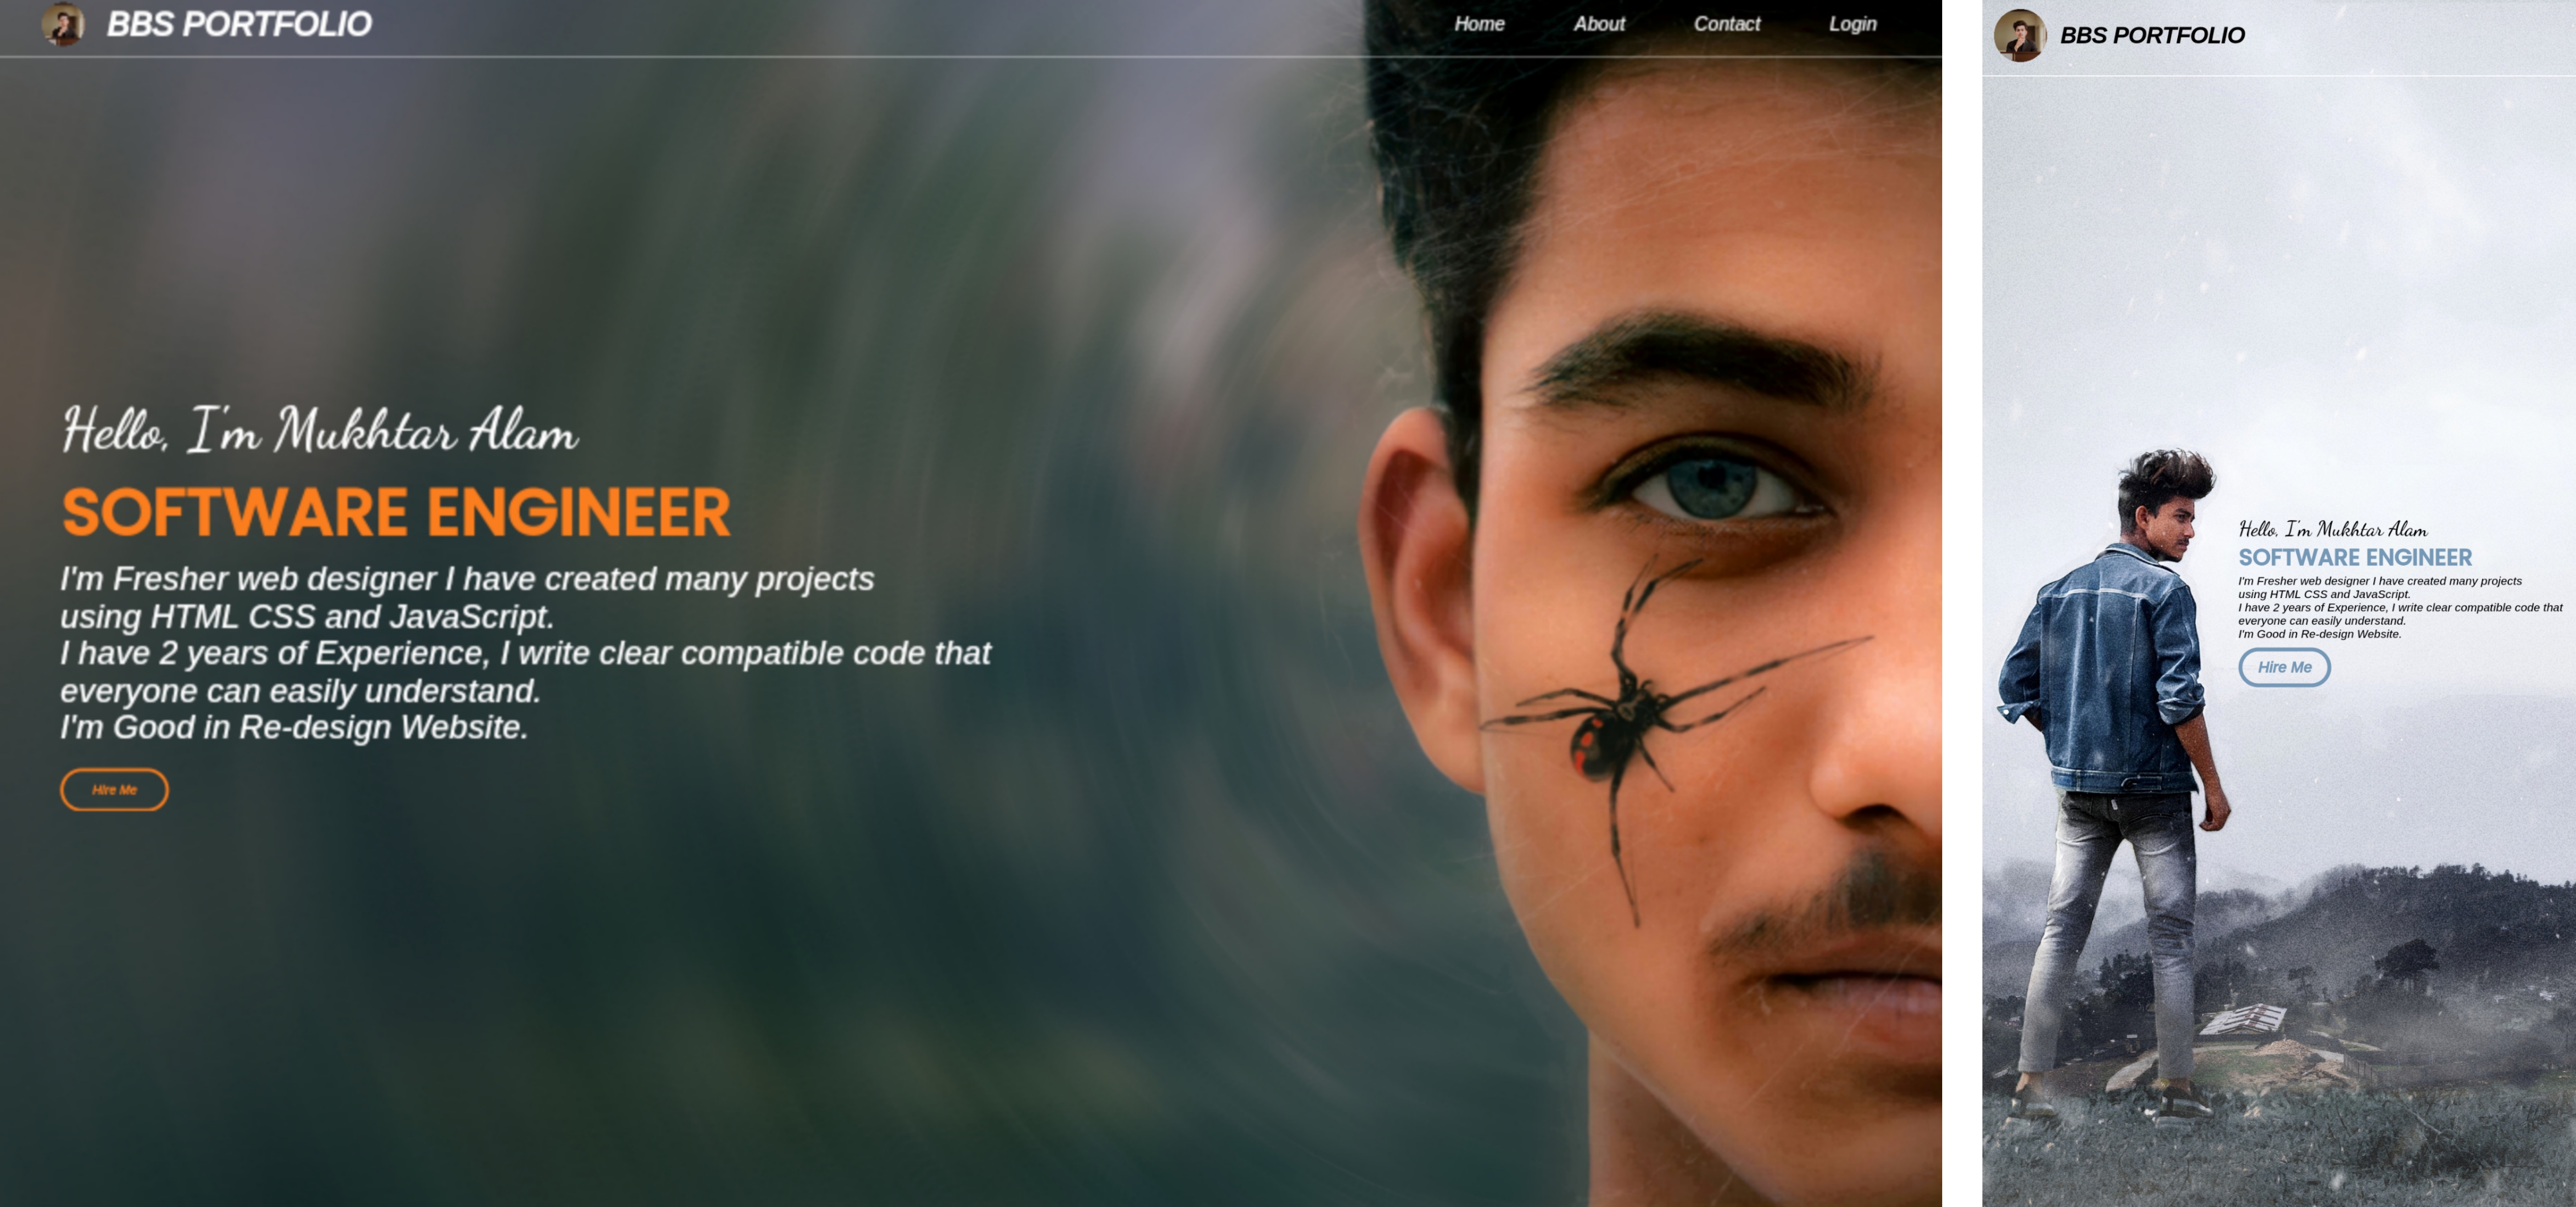 BBS PORTFOLIO
Home About Contact Login
Hello, I'm Mukhtar Alam
SOFTWARE ENGINEER
I'm Fresher web designer I have created many projects
using HTML CSS and JavaScript.
I have 2 years of Experience, I write clear compatible code that
everyone can easily understand.
I'm Good in Re-design Website.
Hire Me
BBS PORTFOLIO
Hello, I'm Mukhtar Alam
SOFTWARE ENGINEER
I'm Fresher web designer I have created many projects
using HTML CSS and JavaScript.
I have 2 years of Experience, I write clear compatible code that
everyone can easily understand.
I'm Good in Re-design Website.
Hire Me